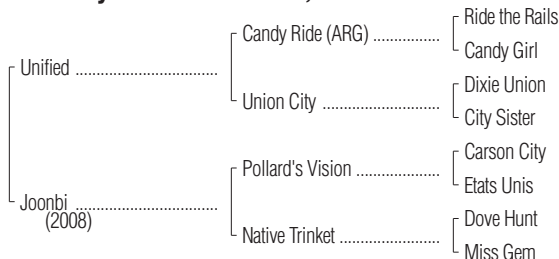 Ride the Rails
Candy Ride (ARG) ................
Candy Girl
Unified .................................
Dixie Union
Union City ............................
City Sister
Carson City
Pollard's Vision ....................
Etats Unis
Joonbi .................................
(2008)
Dove Hunt
Native Trinket ........................
Miss Gem